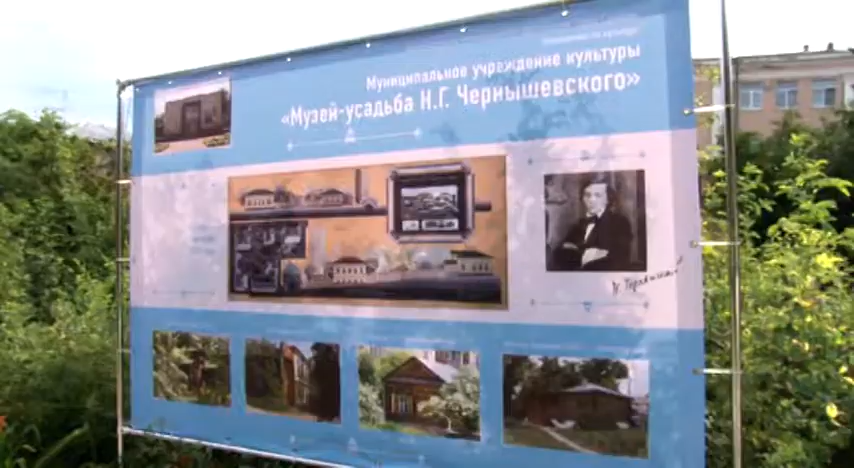 Муниципальное учреждение культуры
«Музей-усадьба Н.Г. Чернышевского»